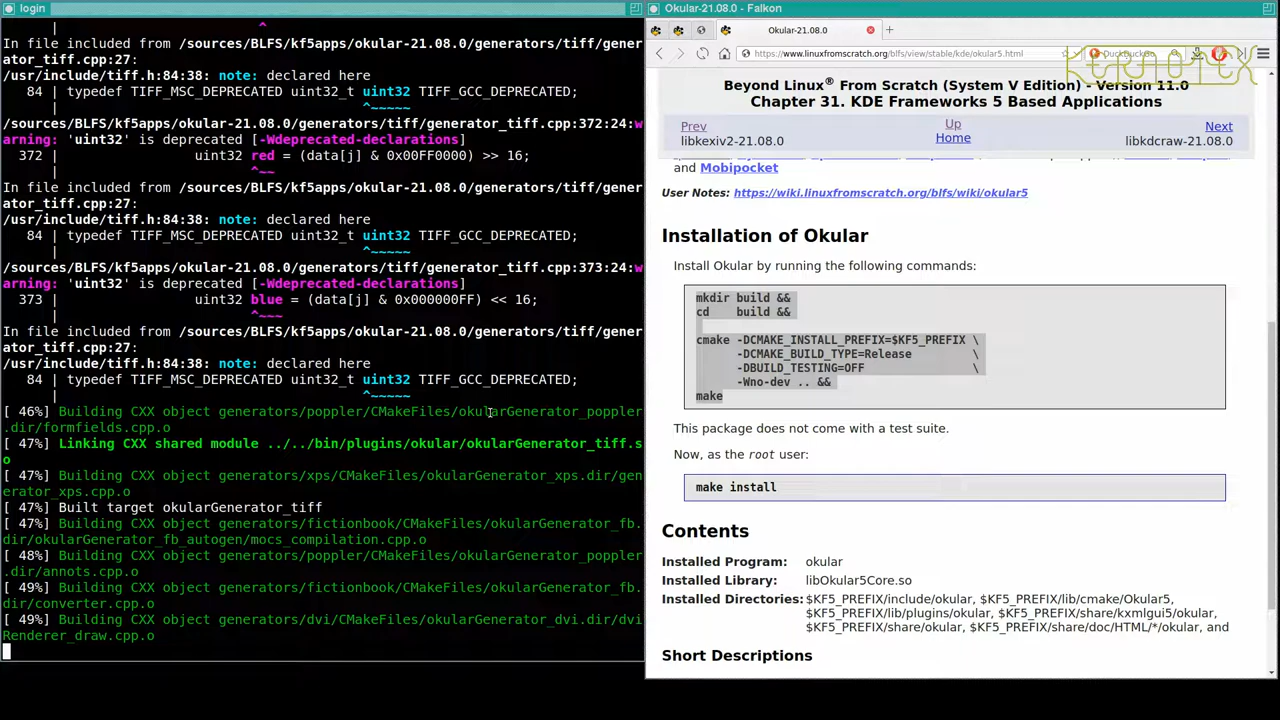 login
|                         ^
In file included from /sources/BLFS/kf5apps/okular-21.08.0/generators/tiff/gener
ator_tiff.cpp:27:
/usr/include/tiff.h:84:38: note: declared here
84 | typedef TIFF_MSC_DEPRECATED uint32_t uint32 TIFF_GCC_DEPRECATED;
|                                      ^~~~~~
/sources/BLFS/kf5apps/okular-21.08.0/generators/tiff/generator_tiff.cpp:372:24:w
arning: 'uint32' is deprecated [-Wdeprecated-declarations]
372 |                 uint32 red = (data[j] & 0x00FF0000) >> 16;
|                        ^~~
In file included from /sources/BLFS/kf5apps/okular-21.08.0/generators/tiff/gener
ator_tiff.cpp:27:
/usr/include/tiff.h:84:38: note: declared here
84 | typedef TIFF_MSC_DEPRECATED uint32_t uint32 TIFF_GCC_DEPRECATED;
|                                      ^~~~~~
/sources/BLFS/kf5apps/okular-21.08.0/generators/tiff/generator_tiff.cpp:373:24:w
arning: 'uint32' is deprecated [-Wdeprecated-declarations]
373 |                 uint32 blue = (data[j] & 0x000000FF) << 16;
|                        ^~~~
In file included from /sources/BLFS/kf5apps/okular-21.08.0/generators/tiff/gener
ator_tiff.cpp:27:
/usr/include/tiff.h:84:38: note: declared here
84 | typedef TIFF_MSC_DEPRECATED uint32_t uint32 TIFF_GCC_DEPRECATED;
|                                      ^~~~~~
[ 46%] Building CXX object generators/poppler/CMakeFiles/okularGenerator_poppler
.dir/formfields.cpp.o
[ 47%] Linking CXX shared module ../../bin/plugins/okular/okularGenerator_tiff.s
o
[ 47%] Building CXX object generators/xps/CMakeFiles/okularGenerator_xps.dir/gen
erator_xps.cpp.o
[ 47%] Built target okularGenerator_tiff
[ 47%] Building CXX object generators/fictionbook/CMakeFiles/okularGenerator_fb.
dir/okularGenerator_fb_autogen/mocs_compilation.cpp.o
[ 48%] Building CXX object generators/poppler/CMakeFiles/okularGenerator_poppler
.dir/annots.cpp.o
[ 49%] Building CXX object generators/fictionbook/CMakeFiles/okularGenerator_fb.
dir/converter.cpp.o
[ 49%] Building CXX object generators/dvi/CMakeFiles/okularGenerator_dvi.dir/dvi
Renderer_draw.cpp.o
Okular-21.08.0 - Falkon
Okular-21.08.0
https://www.linuxfromscratch.org/blfs/view/stable/kde/okular5.html
DuckDuckGo
KERNOTEX
Beyond Linux® From Scratch (System V Edition) - Version 11.0
Chapter 31. KDE Frameworks 5 Based Applications
Prev
Up
Next
libkexiv2-21.08.0
Home
libkdcraw-21.08.0
and Mobipocket
User Notes: https://wiki.linuxfromscratch.org/blfs/wiki/okular5
Installation of Okular
Install Okular by running the following commands:
mkdir build &&
cd    build &&
cmake -DCMAKE_INSTALL_PREFIX=$KF5_PREFIX \
-DCMAKE_BUILD_TYPE=Release \
-DBUILD_TESTING=OFF \
-Wno-dev .. &&
make
This package does not come with a test suite.
Now, as the root user:
make install
Contents
Installed Program: okular
Installed Library: libOkular5Core.so
Installed Directories: $KF5_PREFIX/include/okular, $KF5_PREFIX/lib/cmake/Okular5,
$KF5_PREFIX/lib/plugins/okular, $KF5_PREFIX/share/kxmlgui5/okular,
$KF5_PREFIX/share/okular, $KF5_PREFIX/share/doc/HTML/*/okular, and
Short Descriptions